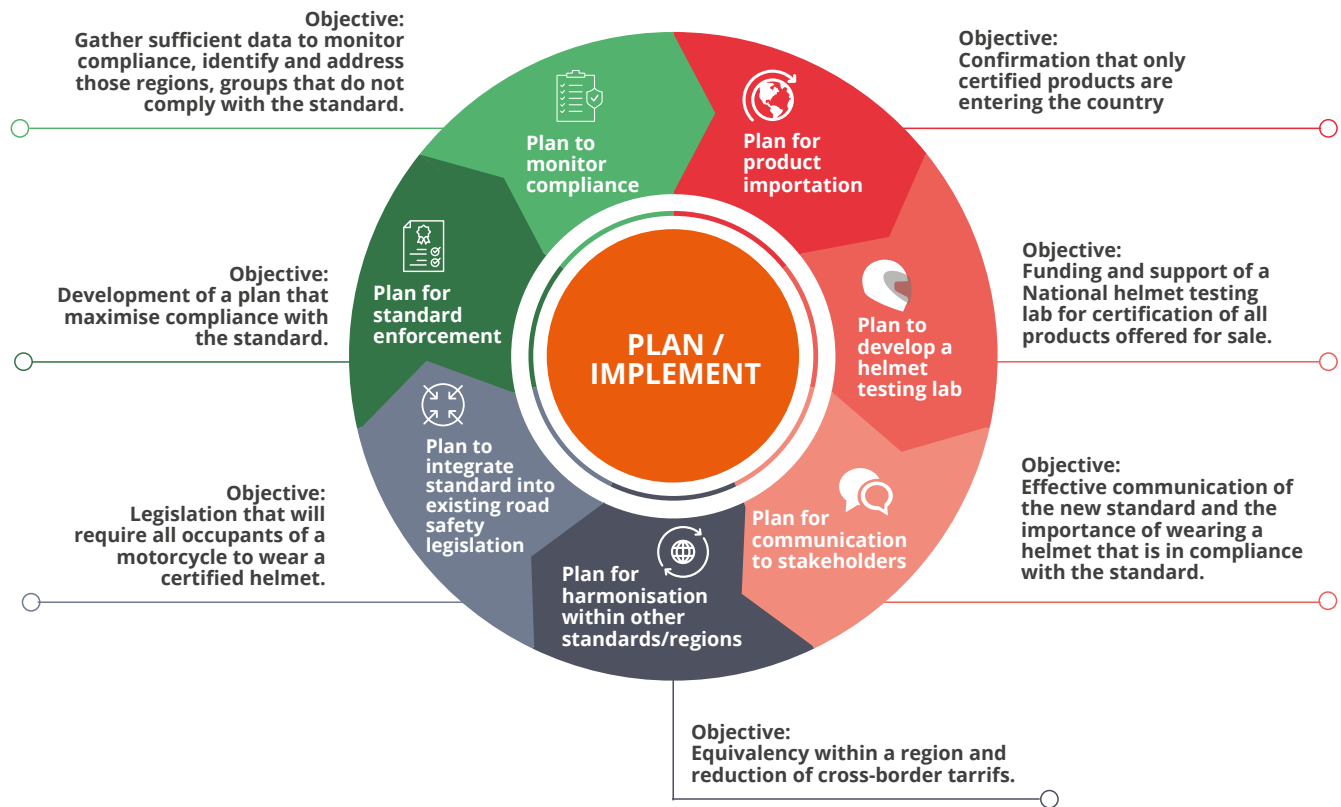 Objective:
Gather sufficient data to monitor
compliance, identify and address
those regions, groups that do not
comply with the standard.
Objective:
Confirmation that only
certified products are
entering the country
Plan to
monitor
compliance
Plan for
product
importation
Objective:
Development of a plan that
maximise compliance with
the standard.
Plan for
standard
enforcement
PLAN /
IMPLEMENT
Plan to
develop a
helmet
testing lab
Objective:
Funding and support of a
National helmet testing
lab for certification of all
products offered for sale.
Objective:
Legislation that will
require all occupants of a
motorcycle to wear a
certified helmet.
Plan to
integrate
standard into
existing road
safety
legislation
Plan for
harmonisation
within other
standards/regions
Plan for
communication
to stakeholders
Objective:
Effective communication of
the new standard and the
importance of wearing a
helmet that is in compliance
with the standard.
Objective:
Equivalency within a region and
reduction of cross-border tarrifs.